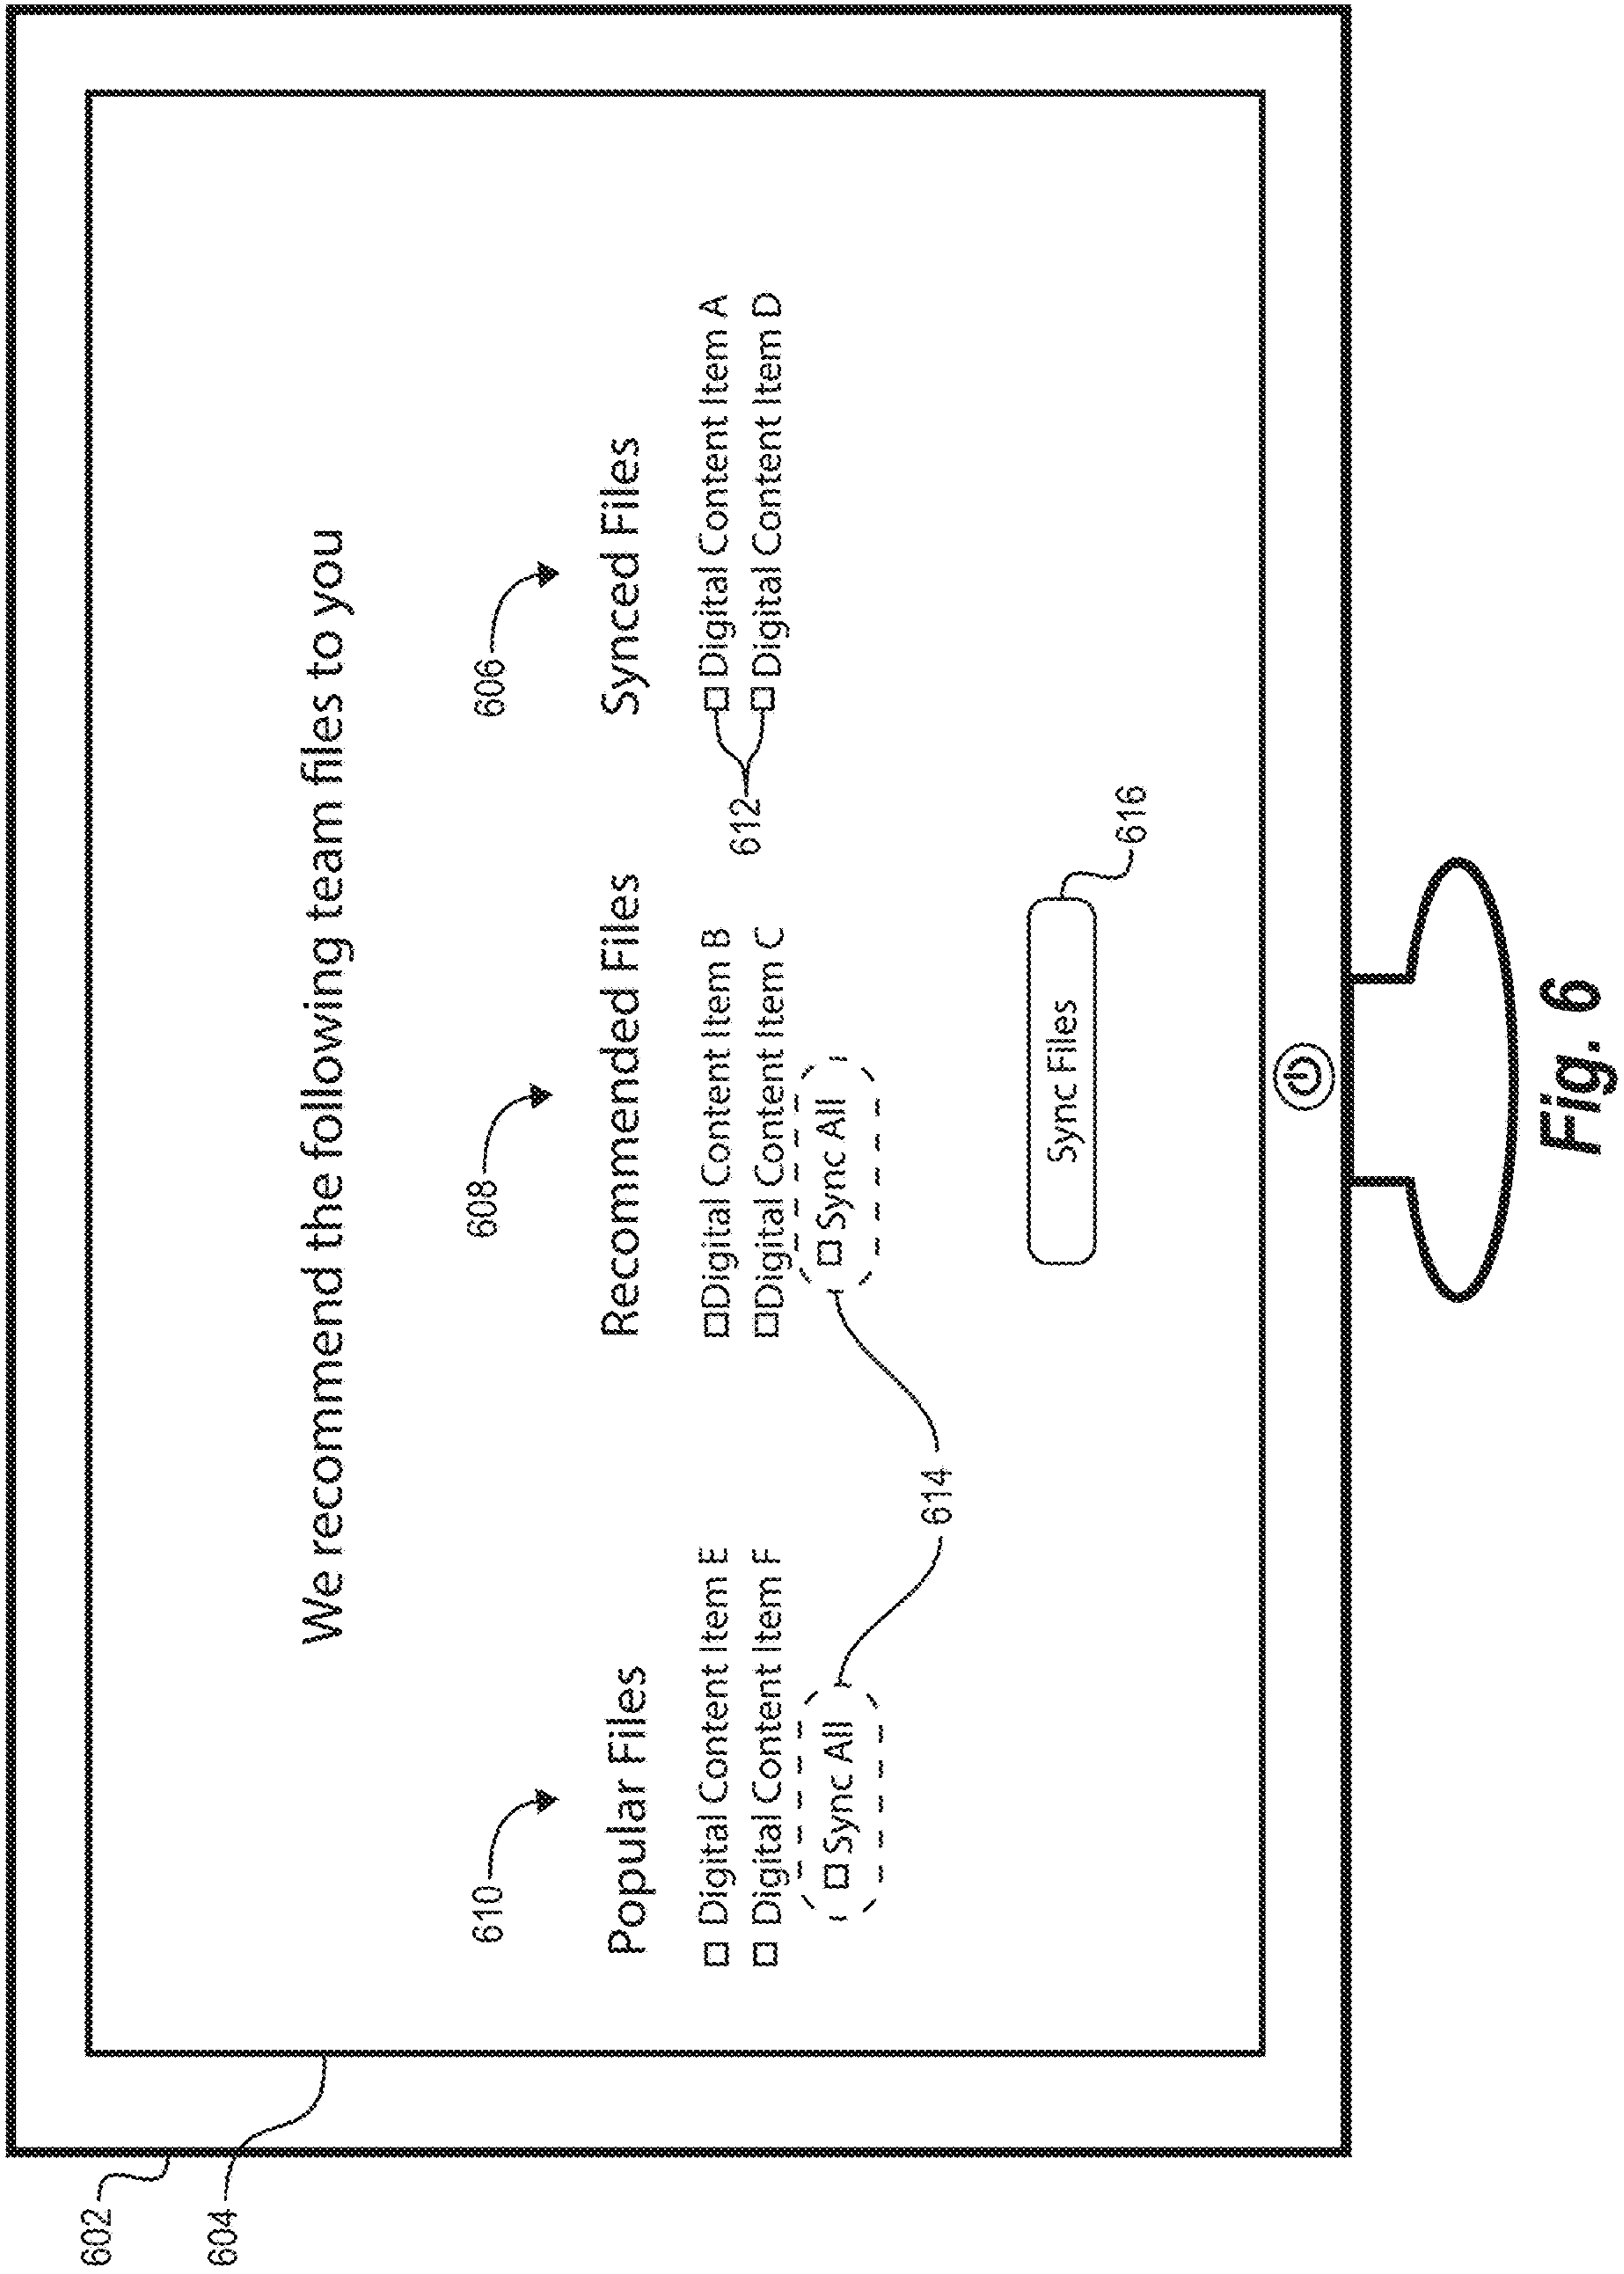 We recommend the following team files to you
610
608
606
Popular Files
Recommended Files
Synced Files
Digital Content Item E
Digital Content Item F
Sync All
Digital Content Item B
Digital Content Item C
Sync All
Digital Content Item A
Digital Content Item D
612
614
Sync Files
616
602
604
Fig. 6